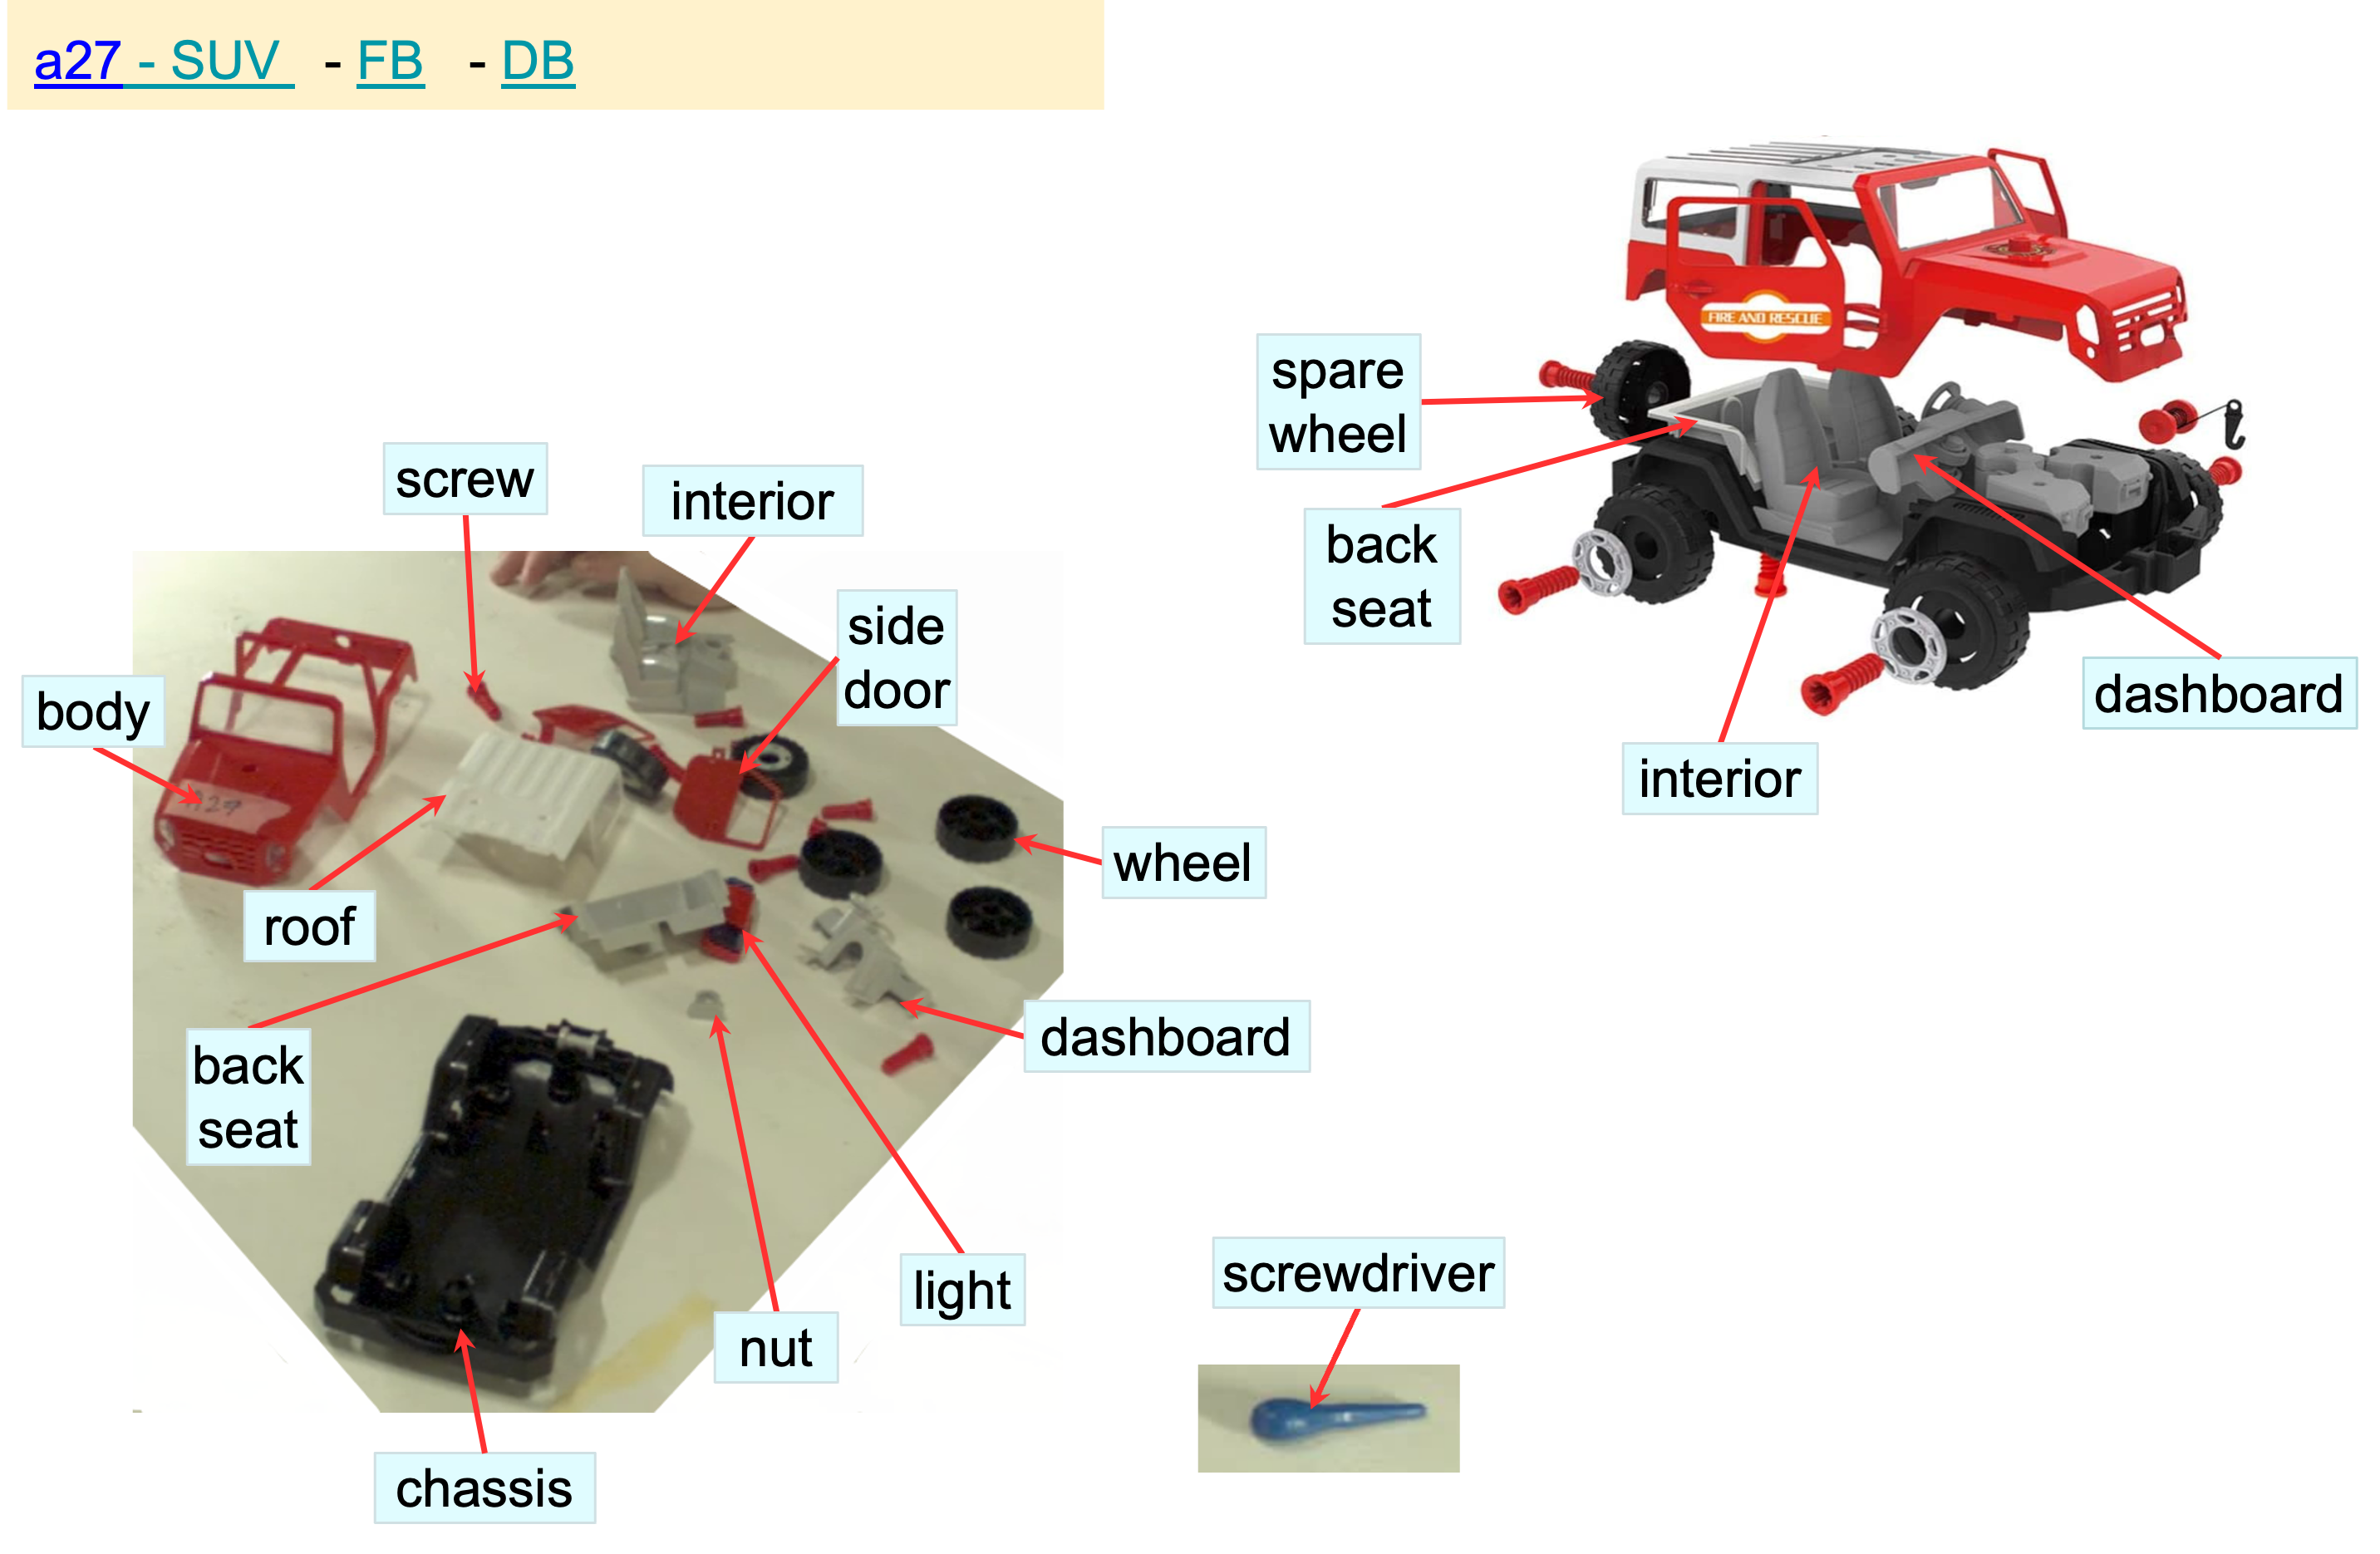 a27 - SUV - FB - DB
FIRE AND RESCUE
spare
wheel
screw
interior
back
seat
side
door
body
dashboard
interior
wheel
roof
dashboard
back
seat
light
screwdriver
nut
chassis